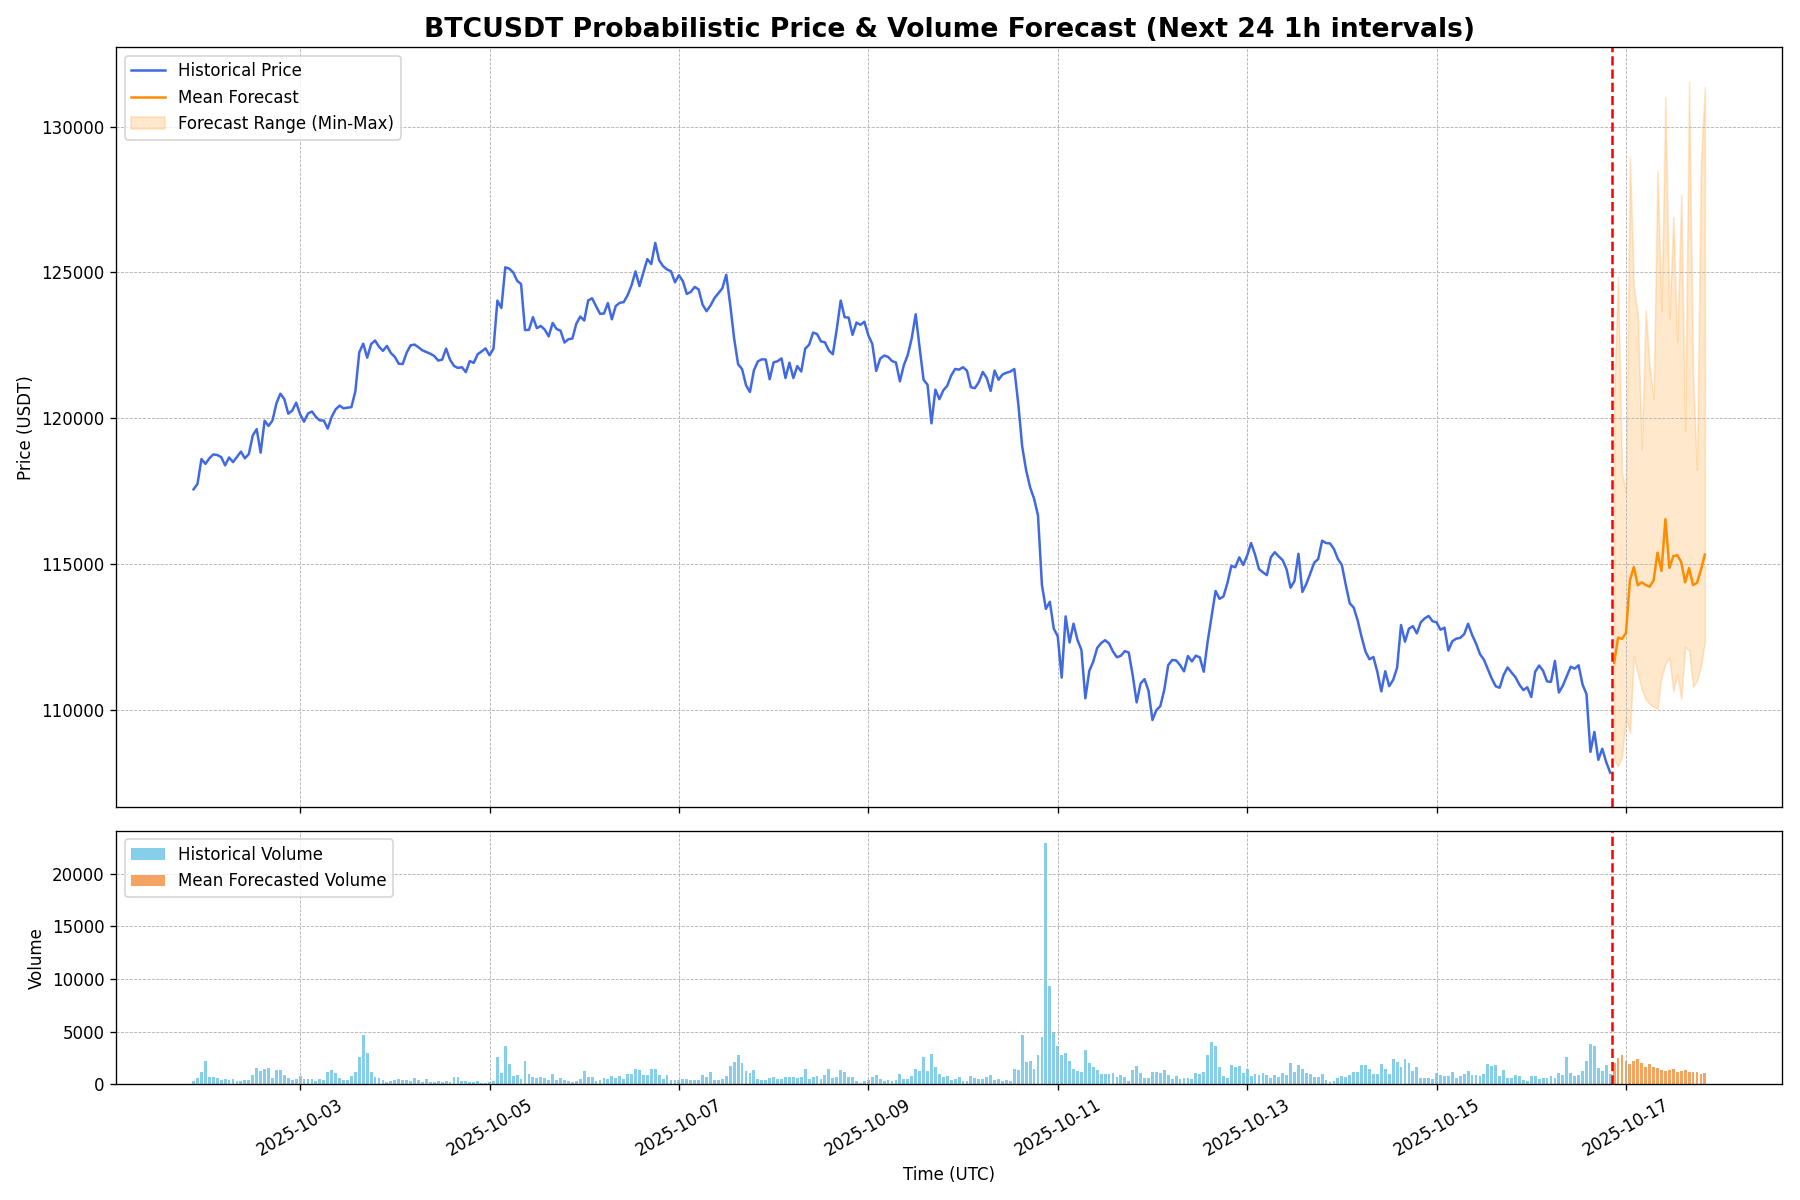 BTCUSDT Probabilistic Price & Volume Forecast (Next 24 1h intervals)
Historical Price
Mean Forecast
Forecast Range (Min-Max)
130000
125000
120000
115000
110000
Price (USDT)
Historical Volume
Mean Forecasted Volume
20000
15000
10000
5000
0
Volume
2025-10-03
2025-10-05
2025-10-07
2025-10-09
2025-10-11
2025-10-13
2025-10-15
2025-10-17
Time (UTC)